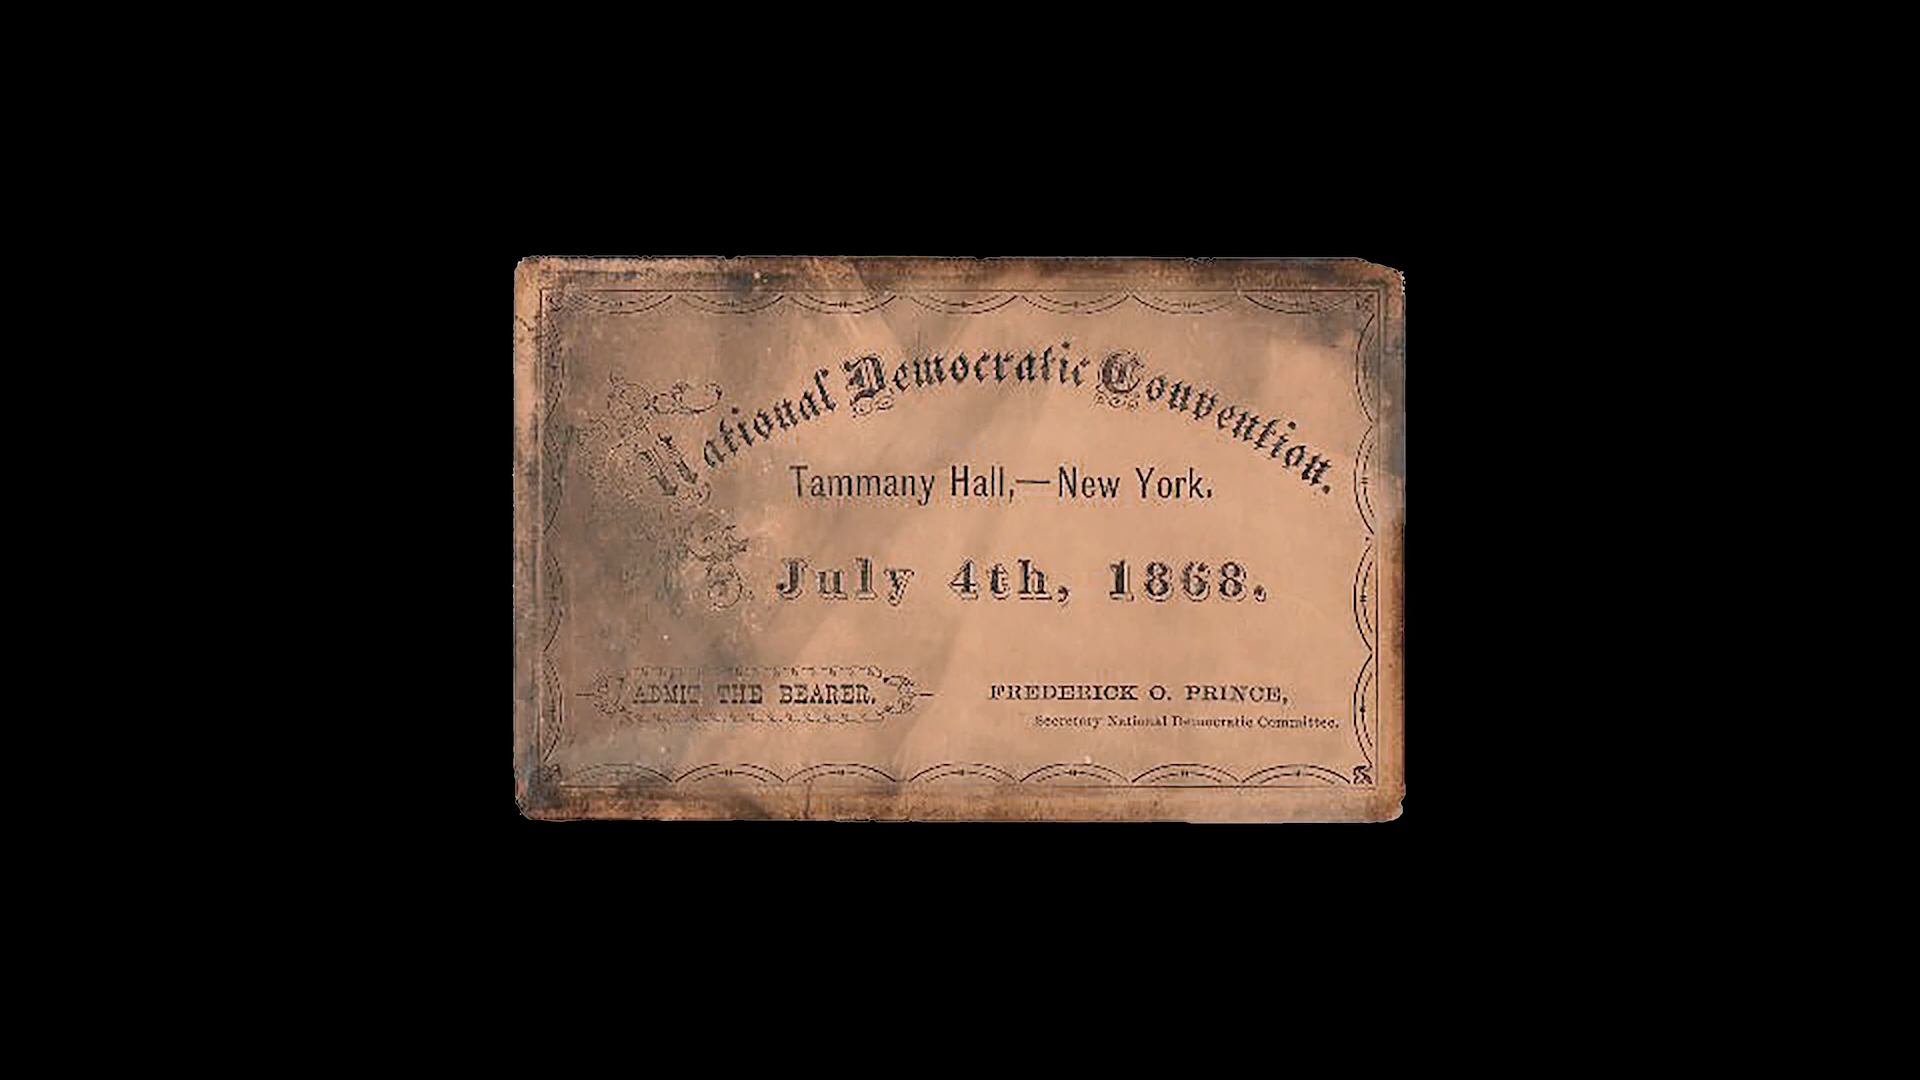 National Democratic Convention.
Tammany Hall,—New York.
July 4th, 1868.
ADMIT THE BEARER.
FREDERICK O. PRINCE,
Secretary National Democratic Committee.